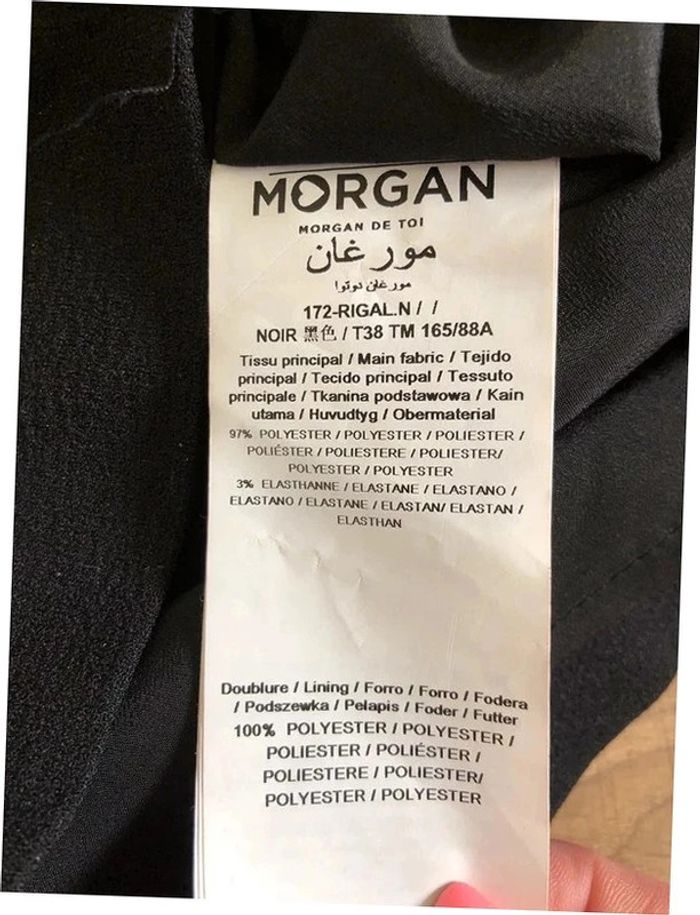 MORGAN
MORGAN DE TOI
مورغان
مورغان دوتوا
172-RIGAL.N / /
NOIR 黑色 / T38 TM 165/88A
Tissu principal / Main fabric / Tejido
principal / Tecido principal / Tessuto
principale / Tkanina podstawowa / Kain
utama / Huvudtyg / Obermaterial
97% POLYESTER / POLYESTER / POLIESTER /
POLIÉSTER / POLIESTERE / POLIESTER/
POLYESTER / POLYESTER
3% ELASTHANNE / ELASTANE / ELASTANO /
ELASTANO / ELASTANE / ELASTAN/ ELASTAN /
ELASTHAN
Doublure / Lining / Forro / Forro / Fodera
/ Podszewka / Pelapis / Foder / Futter
100% POLYESTER / POLYESTER /
POLIESTER / POLIÉSTER /
POLIESTERE / POLIESTER/
POLYESTER / POLYESTER